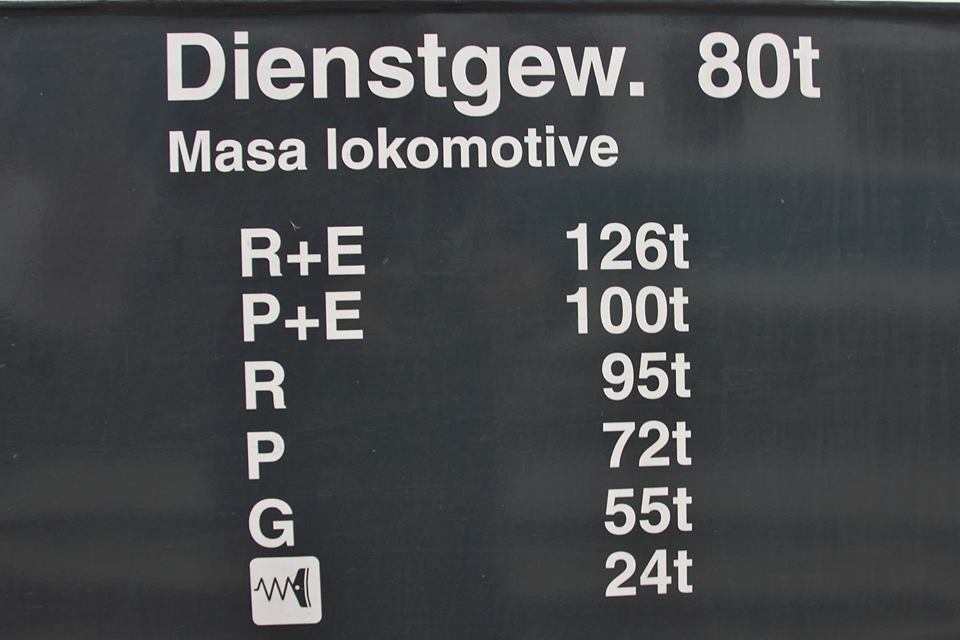 Dienstgew. 80t
Masa lokomotive
R+E 126t
P+E 100t
R 95t
P 72t
G 55t
24t